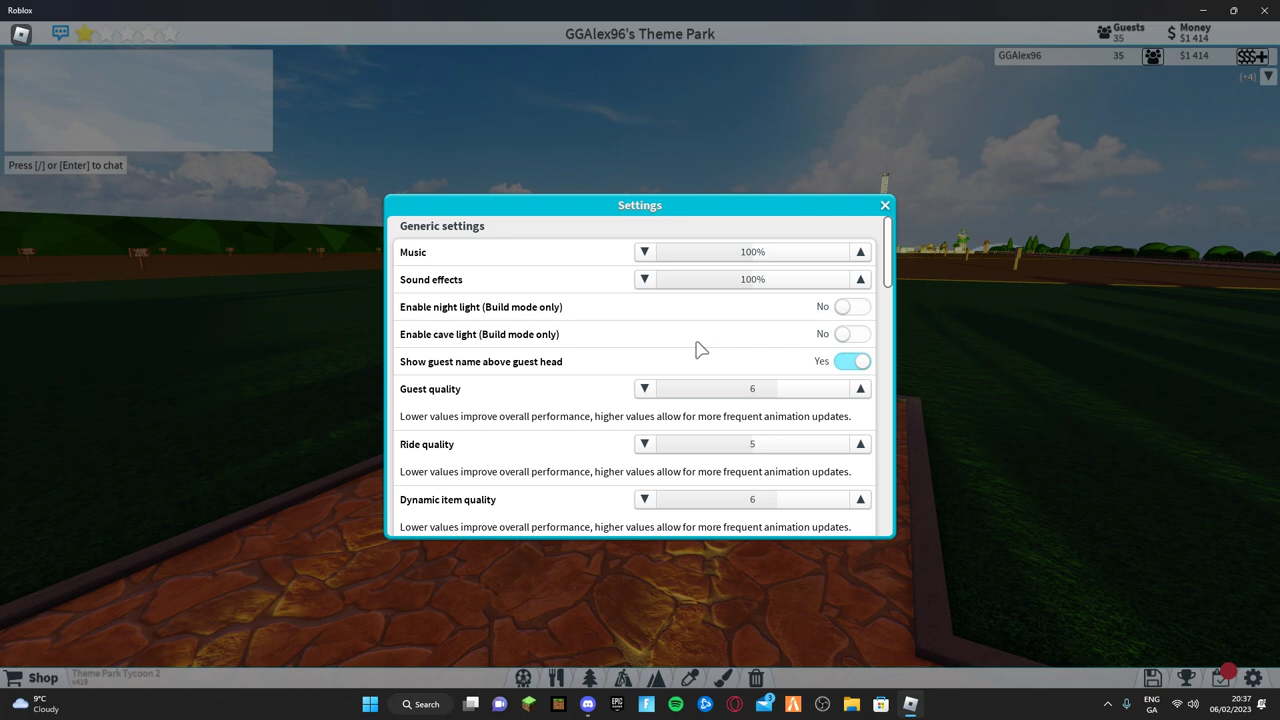 Roblox
GGAlex96's Theme Park
Guests
35
Money
$1 414
GGAlex96 35 $1 414
(+4)
Press [/] or [Enter] to chat
Settings
Generic settings
Music 100%
Sound effects 100%
Enable night light (Build mode only) No
Enable cave light (Build mode only) No
Show guest name above guest head Yes
Guest quality 6
Lower values improve overall performance, higher values allow for more frequent animation updates.
Ride quality 5
Lower values improve overall performance, higher values allow for more frequent animation updates.
Dynamic item quality 6
Lower values improve overall performance, higher values allow for more frequent animation updates.
Shop
Theme Park Tycoon 2
v419
9°C
Cloudy
Search
EPIC
3
ENG
GA
20:37
06/02/2023